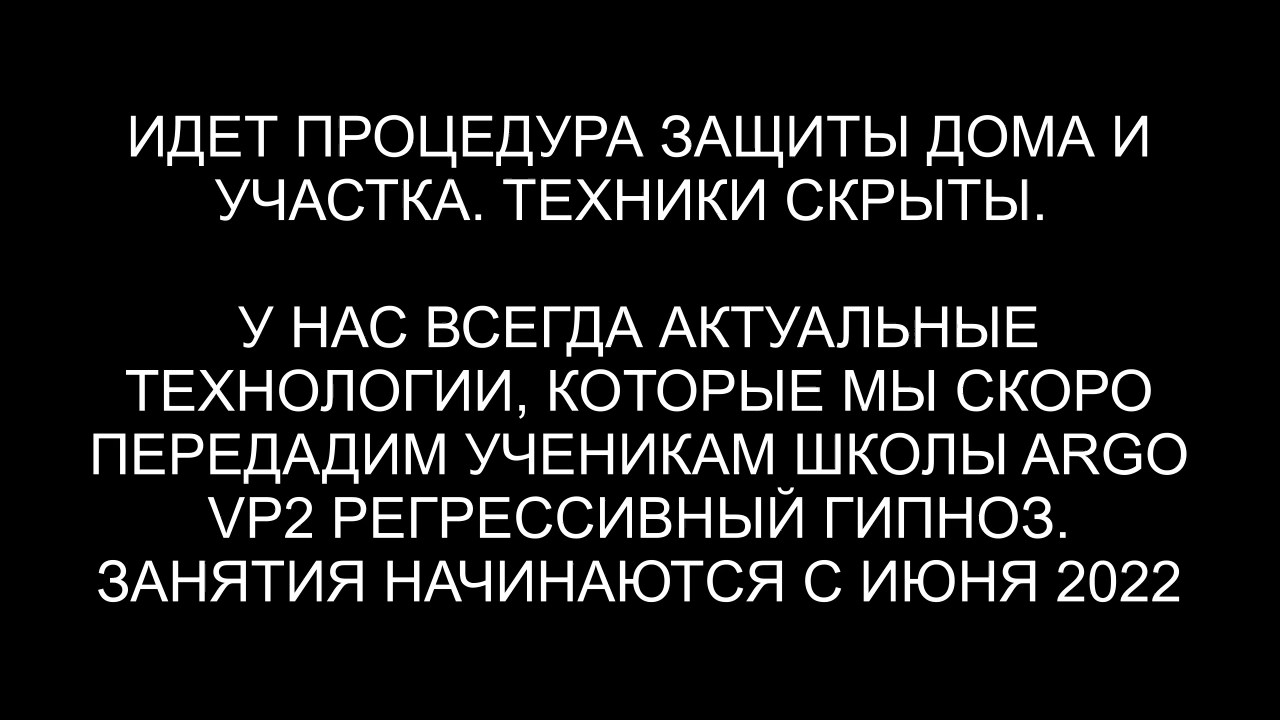 ИДЕТ ПРОЦЕДУРА ЗАЩИТЫ ДОМА И
УЧАСТКА. ТЕХНИКИ СКРЫТЫ.
У НАС ВСЕГДА АКТУАЛЬНЫЕ
ТЕХНОЛОГИИ, КОТОРЫЕ МЫ СКОРО
ПЕРЕДАДИМ УЧЕНИКАМ ШКОЛЫ ARGO
VP2 РЕГРЕССИВНЫЙ ГИПНОЗ.
ЗАНЯТИЯ НАЧИНАЮТСЯ С ИЮНЯ 2022